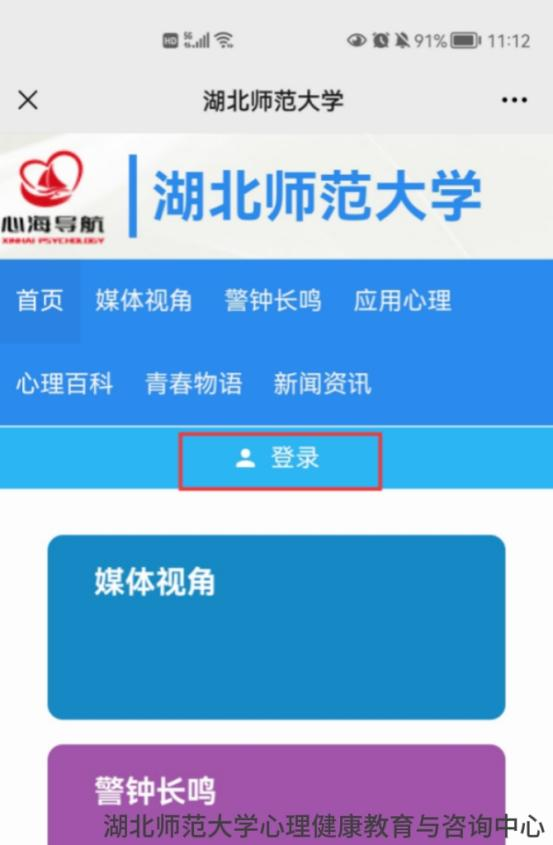 HD 5G 91% 11:12
湖北师范大学
心海导航
XINHAI PSYCHOLOGY
湖北师范大学
首页 媒体视角 警钟长鸣 应用心理
心理百科 青春物语 新闻资讯
登录
媒体视角
警钟长鸣
湖北师范大学心理健康教育与咨询中心